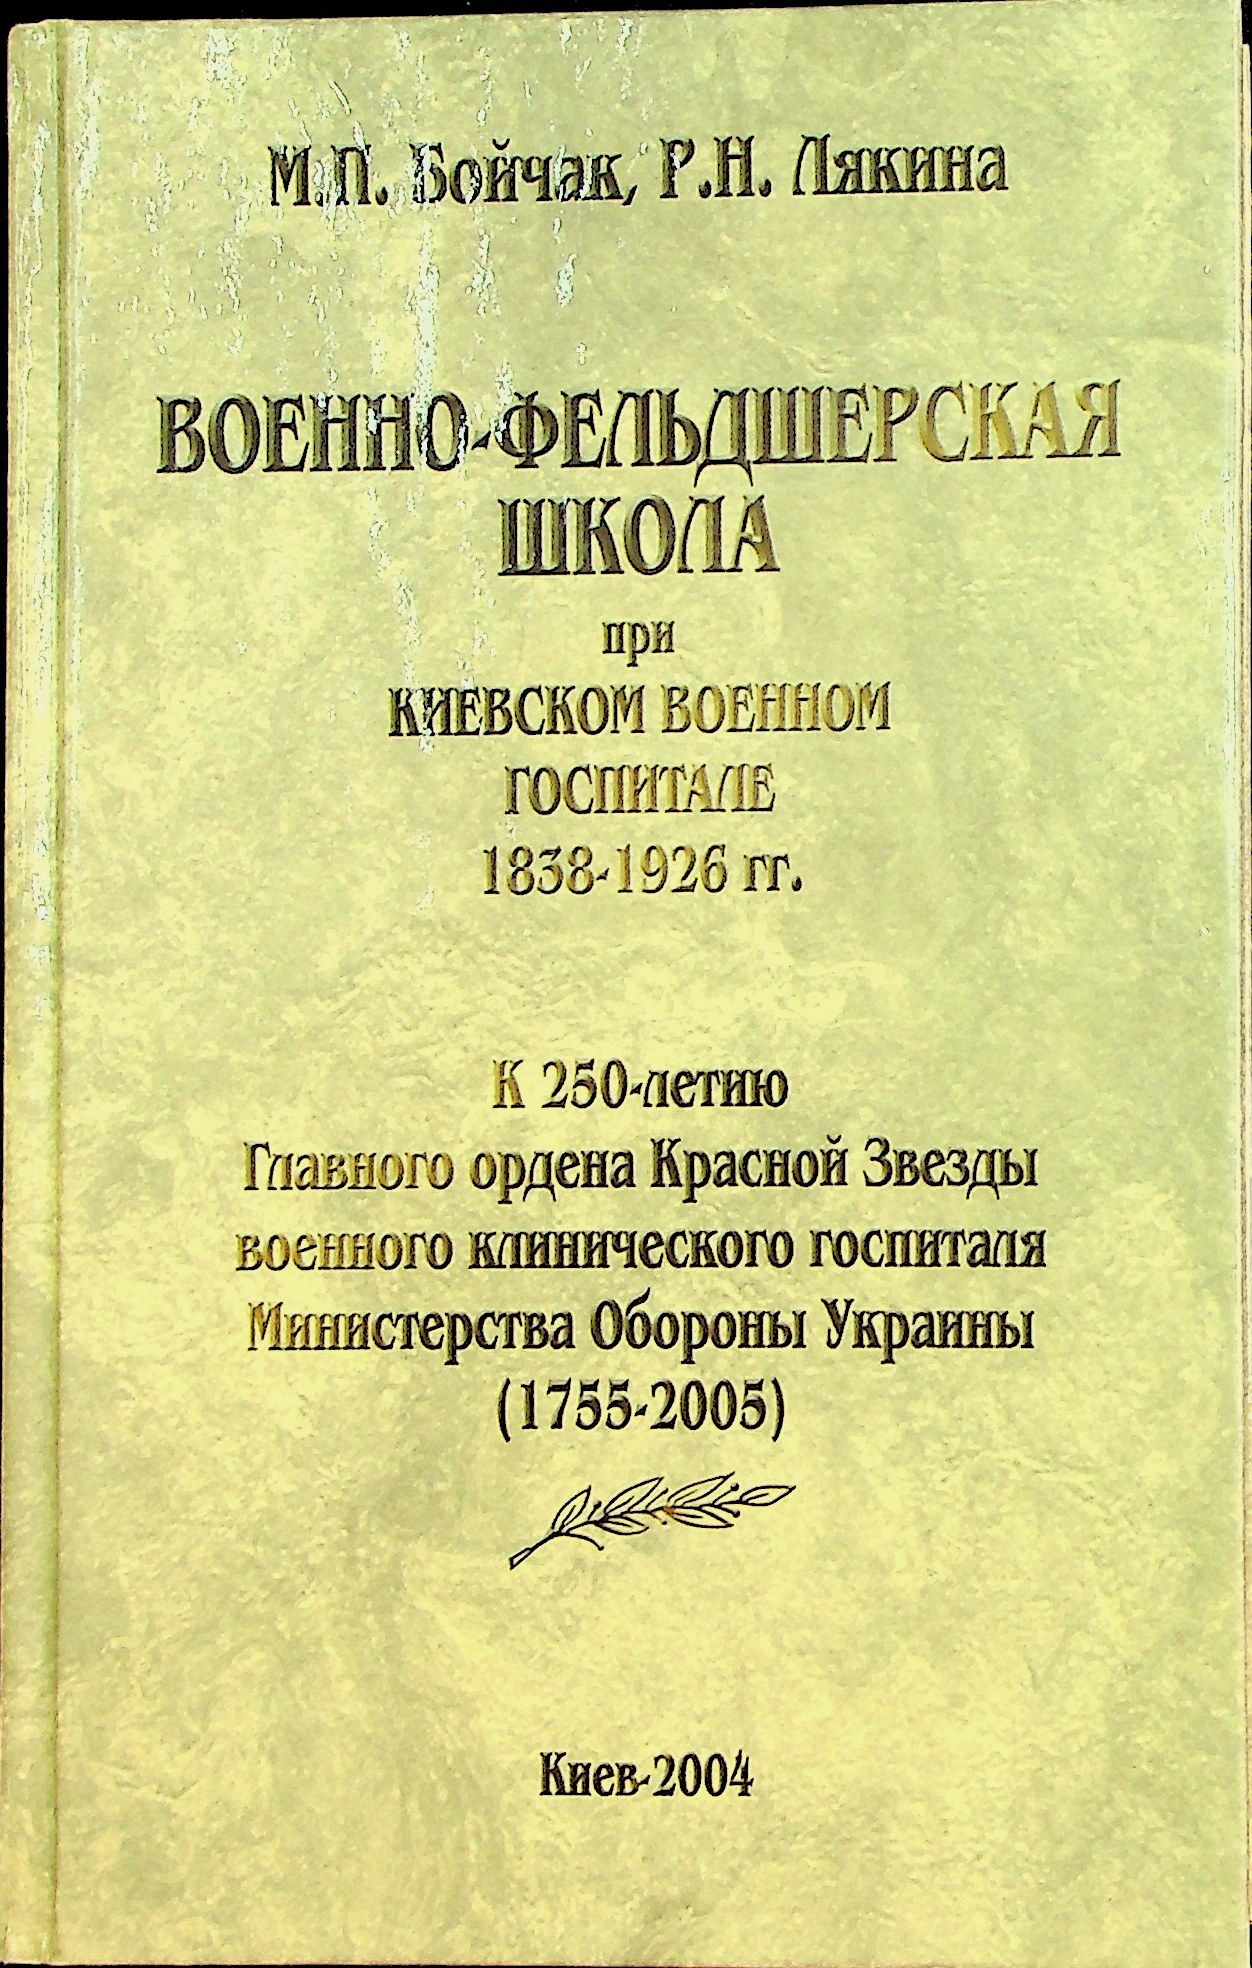 М.П. Бойчак, Р.Н. Лякина
ВОЕННО-ФЕЛЬДШЕРСКАЯ
ШКОЛА
при
КИЕВСКОМ ВОЕННОМ
ГОСПИТАЛЕ
1838-1926 гг.
К 250-летию
Главного ордена Красной Звезды
военного клинического госпиталя
Министерства Обороны Украины
(1755-2005)
Киев-2004